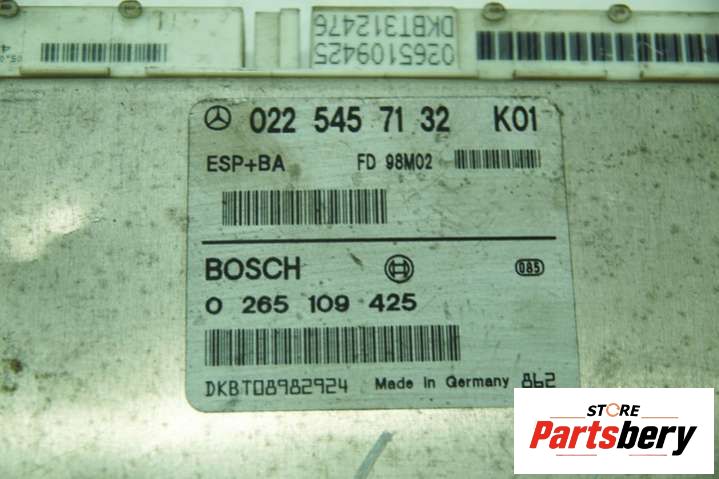 0265109425
DKBT312476
022 545 71 32 K01
ESP+BA FD 98M02
BOSCH 085
0 265 109 425
DKBT08982924 Made in Germany 862
STORE
Partsbery